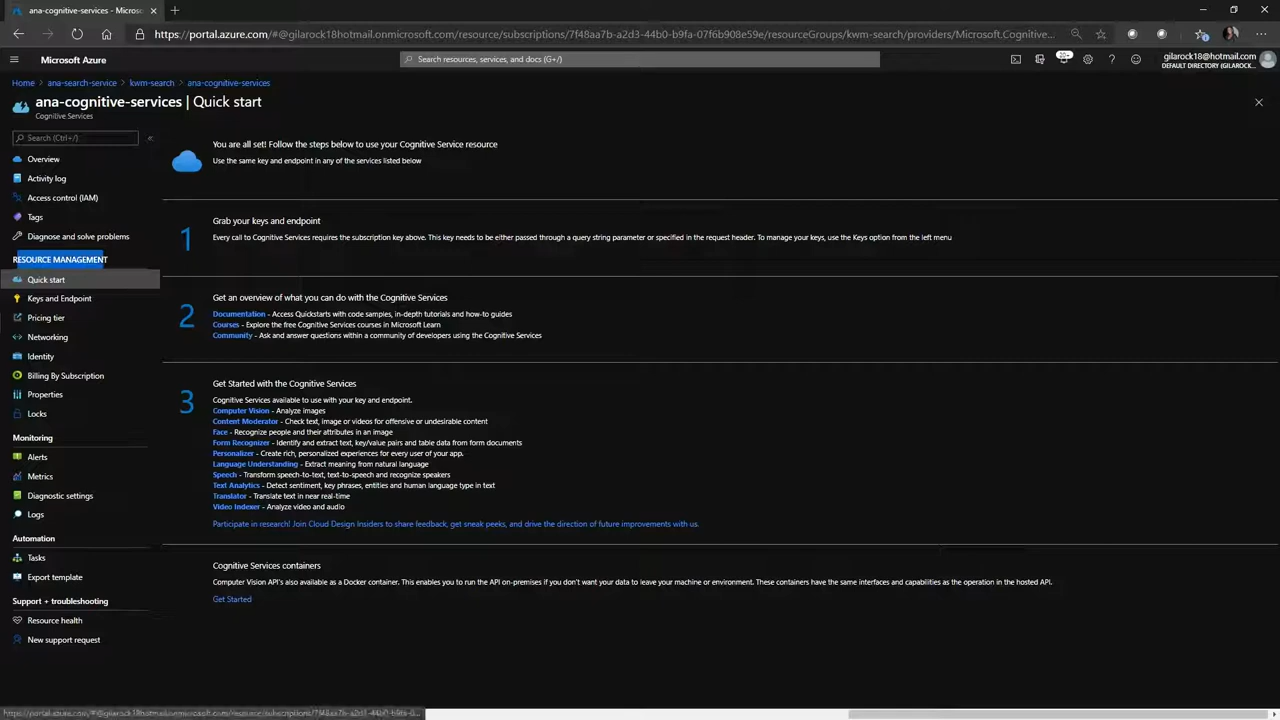 ana-cognitive-services - Micros
https://portal.azure.com/#@gilarock18hotmail.onmicrosoft.com/resource/subscriptions/7f48aa7b-a2d3-44b0-b9fa-07f6b908e59e/resourceGroups/kwm-search/providers/Microsoft.Cognitive...
Microsoft Azure
Search resources, services, and docs (G+/)
20+
gilarock18@hotmail.com
DEFAULT DIRECTORY (GILAROCK...
Home > ana-search-service > kwm-search > ana-cognitive-services
ana-cognitive-services | Quick start
Cognitive Services
Search (Ctrl+/)
Overview
Activity log
Access control (IAM)
Tags
Diagnose and solve problems
RESOURCE MANAGEMENT
Quick start
Keys and Endpoint
Pricing tier
Networking
Identity
Billing By Subscription
Properties
Locks
Monitoring
Alerts
Metrics
Diagnostic settings
Logs
Automation
Tasks
Export template
Support + troubleshooting
Resource health
New support request
You are all set! Follow the steps below to use your Cognitive Service resource
Use the same key and endpoint in any of the services listed below
1
Grab your keys and endpoint
Every call to Cognitive Services requires the subscription key above. This key needs to be either passed through a query string parameter or specified in the request header. To manage your keys, use the Keys option from the left menu
2
Get an overview of what you can do with the Cognitive Services
Documentation - Access Quickstarts with code samples, in-depth tutorials and how-to guides
Courses - Explore the free Cognitive Services courses in Microsoft Learn
Community - Ask and answer questions within a community of developers using the Cognitive Services
3
Get Started with the Cognitive Services
Cognitive Services available to use with your key and endpoint.
Computer Vision - Analyze images
Content Moderator - Check text, image or videos for offensive or undesirable content
Face - Recognize people and their attributes in an image
Form Recognizer - Identify and extract text, key/value pairs and table data from form documents
Personalizer - Create rich, personalized experiences for every user of your app.
Language Understanding - Extract meaning from natural language
Speech - Transform speech-to-text, text-to-speech and recognize speakers
Text Analytics - Detect sentiment, key phrases, entities and human language type in text
Translator - Translate text in near real-time
Video Indexer - Analyze video and audio
Participate in research! Join Cloud Design Insiders to share feedback, get sneak peeks, and drive the direction of future improvements with us.
Cognitive Services containers
Computer Vision API's also available as a Docker container. This enables you to run the API on-premises if you don't want your data to leave your machine or environment. These containers have the same interfaces and capabilities as the operation in the hosted API.
Get Started